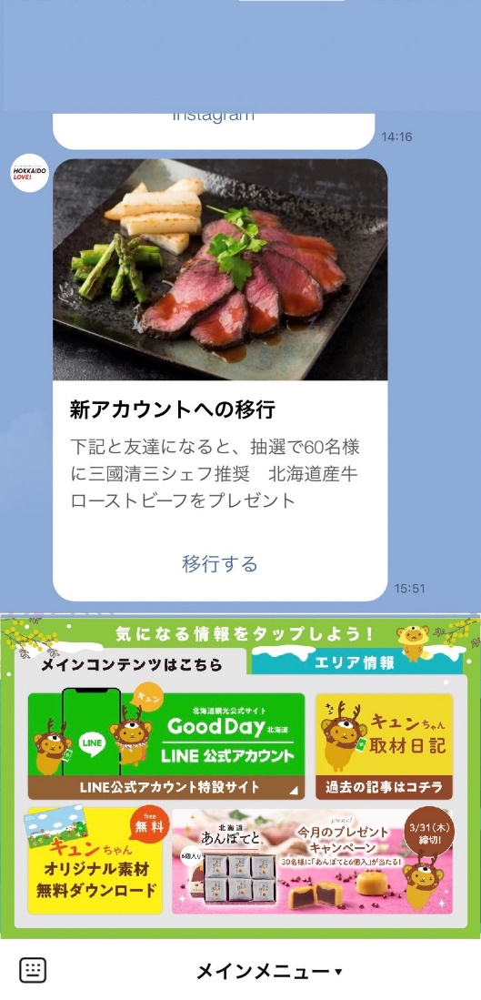 Instagram
14:16
HOKKAIDO
LOVE!
新アカウントへの移行
下記と友達になると、抽選で60名様
に三國清三シェフ推奨　北海道産牛
ローストビーフをプレゼント
移行する
15:51
気になる情報をタップしよう！
メインコンテンツはこちら
エリア情報
キュン
LINE
北海道観光公式サイト
GoodDay北海道
LINE 公式アカウント
LINE公式アカウント特設サイト
キュンちゃん
取材日記
過去の記事はコチラ
free
無料
キュンちゃん
オリジナル素材
無料ダウンロード
北海道
あんぽてと。
6個入り
present
今月のプレゼント
キャンペーン
30名様に「あんぽてと6個入」が当たる！
3/31(木)
締切!
メインメニュー▾